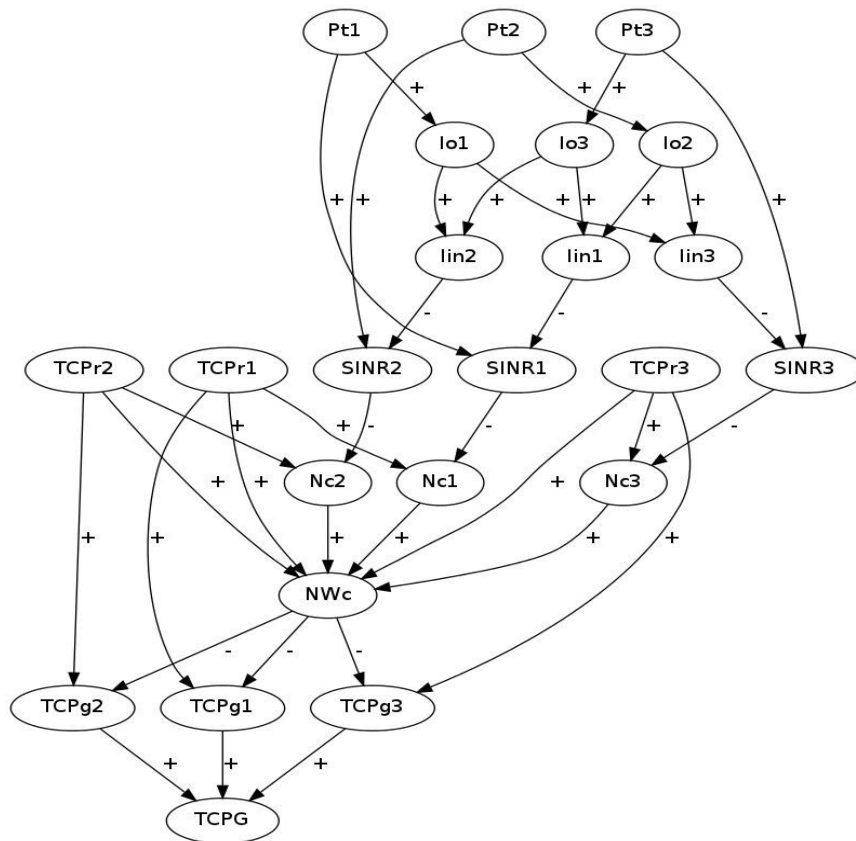 Pt1 Pt2 Pt3
+ + +
Io1 Io3 Io2
+ + + + + + + +
+
Iin2 Iin1 Iin3
- - -
TCPr2 TCPr1 SINR2 SINR1 TCPr3 SINR3
+ - + - + -
Nc2 Nc1 Nc3
+ + +
+ + + + + +
NWc
- - -
TCPg2 TCPg1 TCPg3
+ + +
TCPG